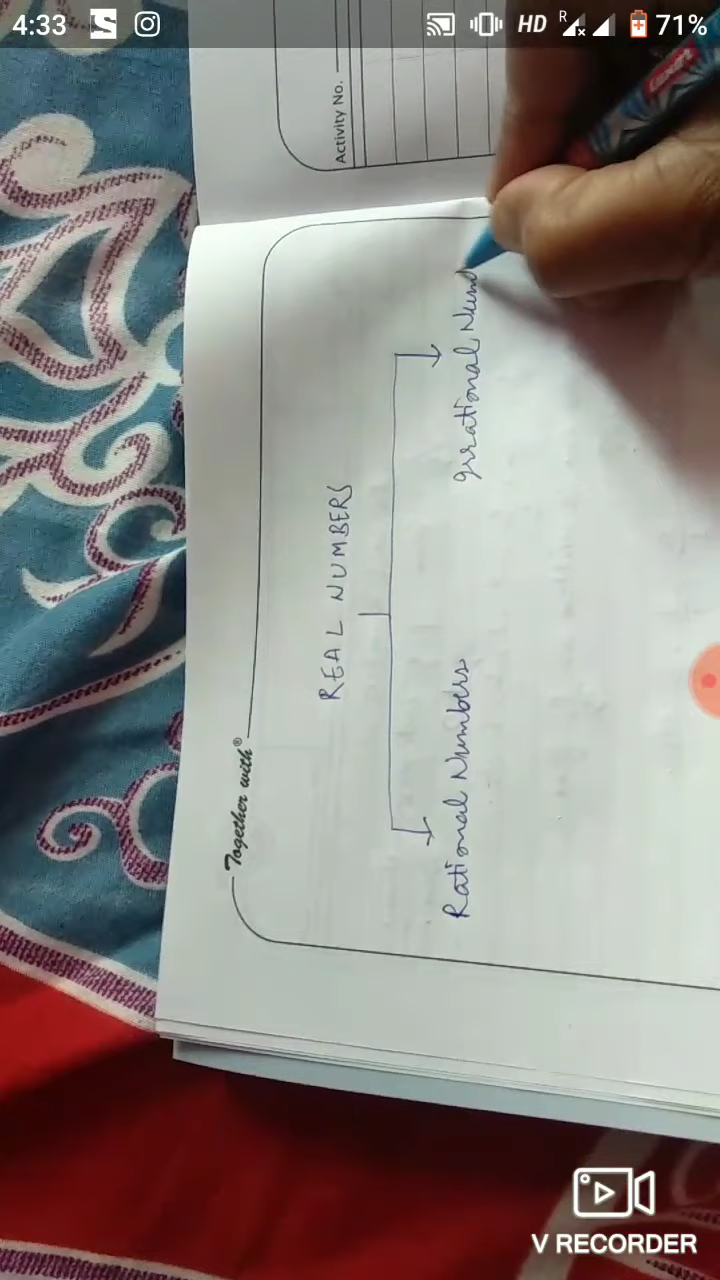 4:33 HD R 71%
Activity No.
Together with®
REAL NUMBERS
Rational Numbers
Irrational Num
V RECORDER